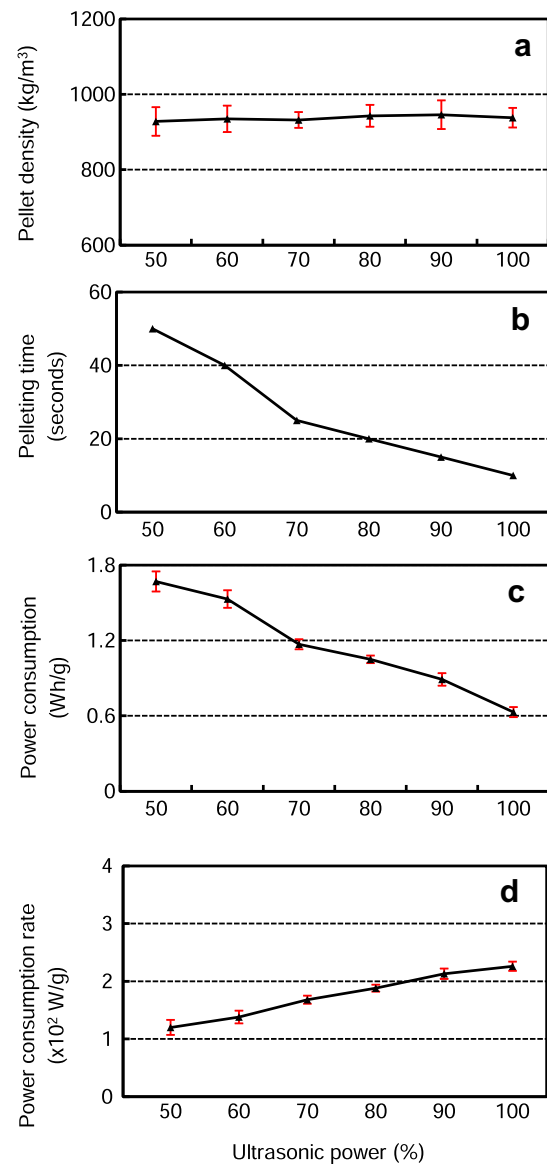 a
Pellet density (kg/m³)
1200
1000
800
600
50 60 70 80 90 100
b
Pelleting time
(seconds)
60
40
20
0
50 60 70 80 90 100
c
Power consumption
(Wh/g)
1.8
1.2
0.6
0
50 60 70 80 90 100
d
Power consumption rate
(x10² W/g)
4
3
2
1
0
50 60 70 80 90 100
Ultrasonic power (%)